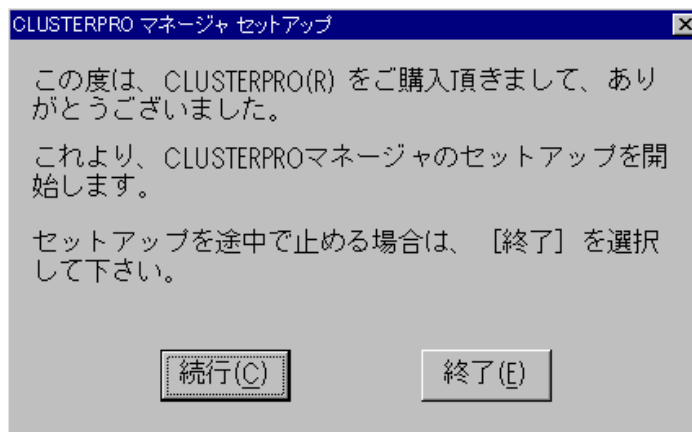 CLUSTERPRO マネージャ セットアップ
この度は、CLUSTERPRO(R) をご購入頂きまして、あり
がとうございました。
これより、CLUSTERPROマネージャのセットアップを開
始します。
セットアップを途中で止める場合は、 [終了] を選択
して下さい。
続行(C) 終了(E)